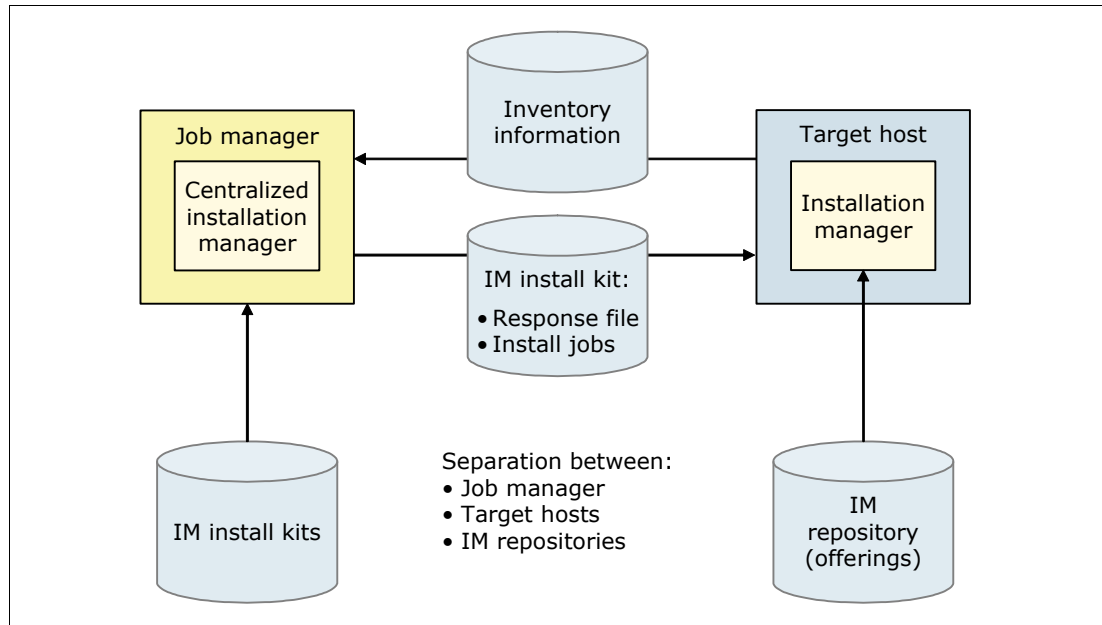 Inventory
information
Job manager
Centralized
installation
manager
Target host
Installation
manager
IM install kit:
• Response file
• Install jobs
IM install kits
Separation between:
• Job manager
• Target hosts
• IM repositories
IM
repository
(offerings)